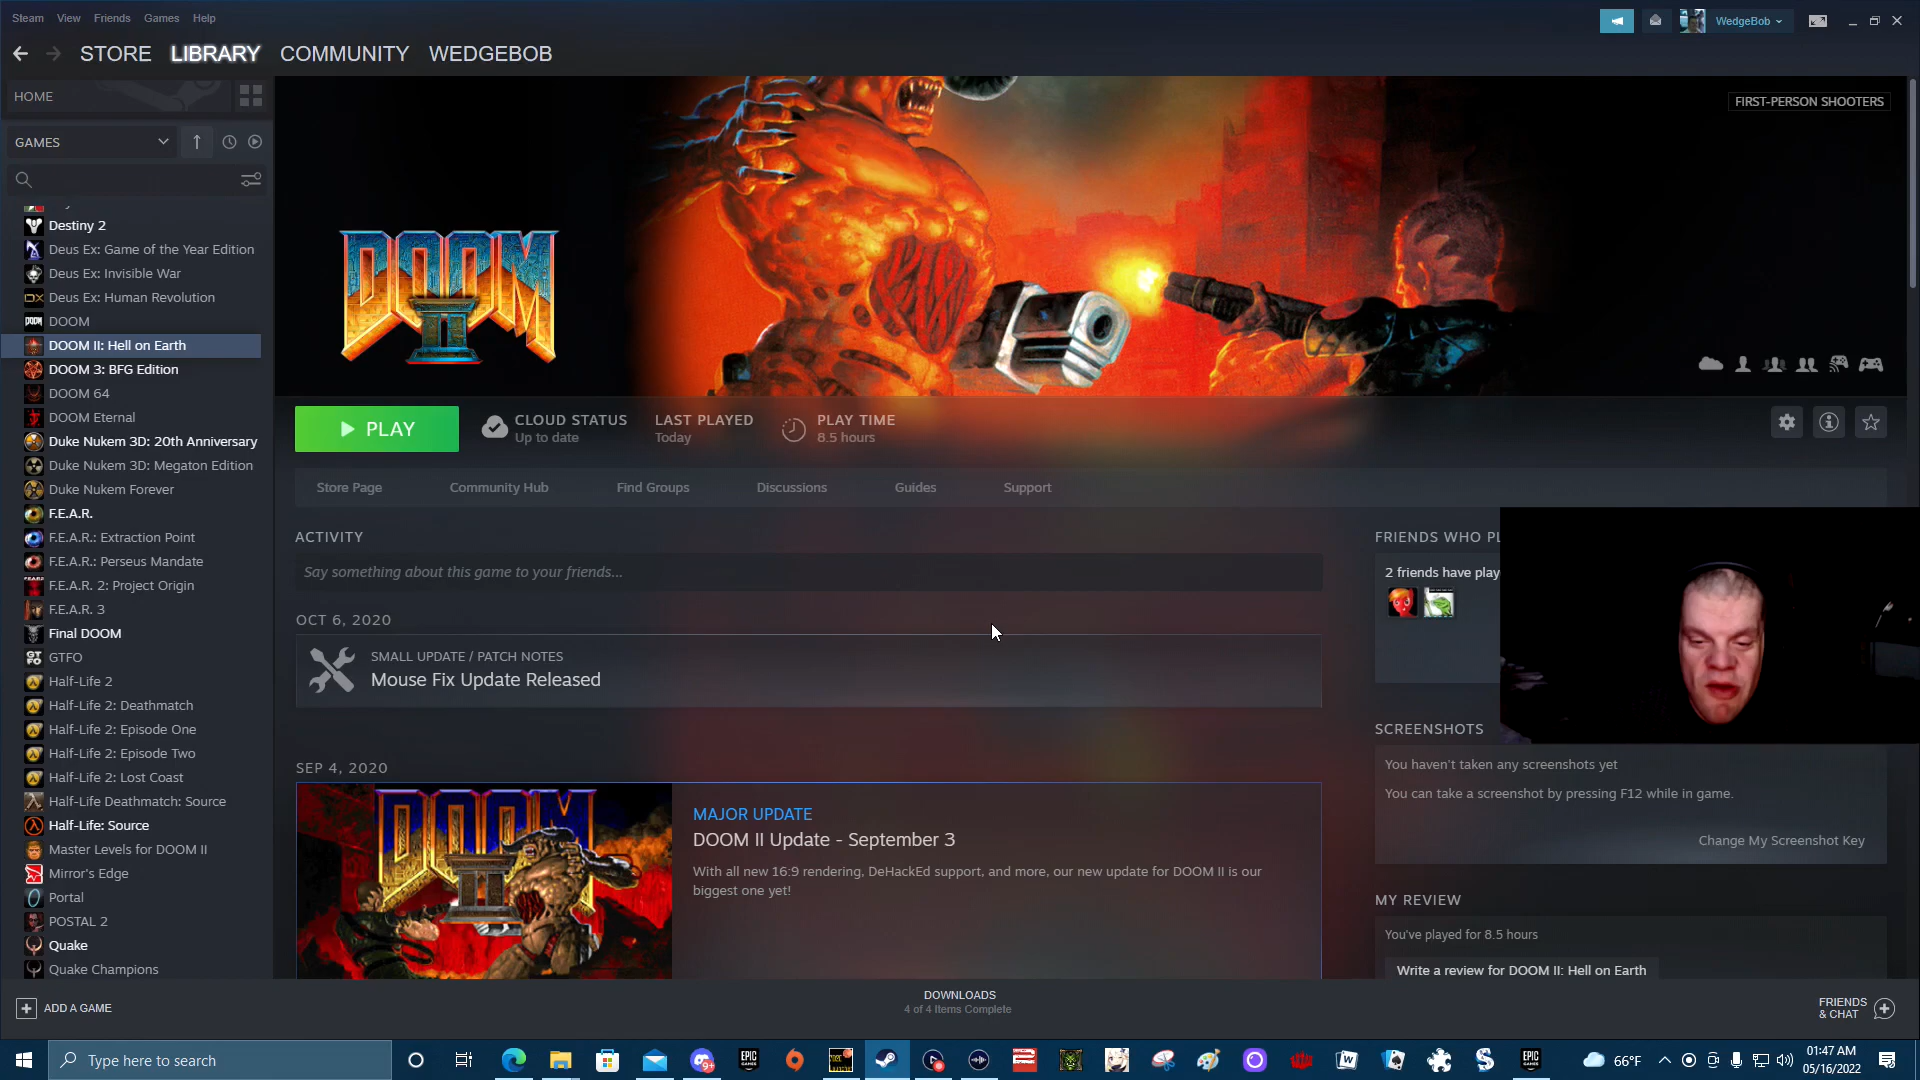 Steam View Friends Games Help
WedgeBob
STORE LIBRARY COMMUNITY WEDGEBOB
HOME
GAMES
Destiny 2
Deus Ex: Game of the Year Edition
Deus Ex: Invisible War
Deus Ex: Human Revolution
DOOM
DOOM II: Hell on Earth
DOOM 3: BFG Edition
DOOM 64
DOOM Eternal
Duke Nukem 3D: 20th Anniversary
Duke Nukem 3D: Megaton Edition
Duke Nukem Forever
F.E.A.R.
F.E.A.R.: Extraction Point
F.E.A.R.: Perseus Mandate
F.E.A.R. 2: Project Origin
F.E.A.R. 3
Final DOOM
GTFO
Half-Life 2
Half-Life 2: Deathmatch
Half-Life 2: Episode One
Half-Life 2: Episode Two
Half-Life 2: Lost Coast
Half-Life Deathmatch: Source
Half-Life: Source
Master Levels for DOOM II
Mirror's Edge
Portal
POSTAL 2
Quake
Quake Champions
ADD A GAME
FIRST-PERSON SHOOTERS
DOOM
II
PLAY
CLOUD STATUS
Up to date
LAST PLAYED
Today
PLAY TIME
8.5 hours
Store Page Community Hub Find Groups Discussions Guides Support
ACTIVITY
Say something about this game to your friends...
OCT 6, 2020
SMALL UPDATE / PATCH NOTES
Mouse Fix Update Released
SEP 4, 2020
DOOM
II
MAJOR UPDATE
DOOM II Update - September 3
With all new 16:9 rendering, DeHackEd support, and more, our new update for DOOM II is our
biggest one yet!
FRIENDS WHO PL
2 friends have play
SCREENSHOTS
You haven't taken any screenshots yet
You can take a screenshot by pressing F12 while in game.
Change My Screenshot Key
MY REVIEW
You've played for 8.5 hours
Write a review for DOOM II: Hell on Earth
DOWNLOADS
4 of 4 Items Complete
FRIENDS
& CHAT
Type here to search
9+
EPIC
GAMES
W
EPIC
GAMES
66°F
01:47 AM
05/16/2022